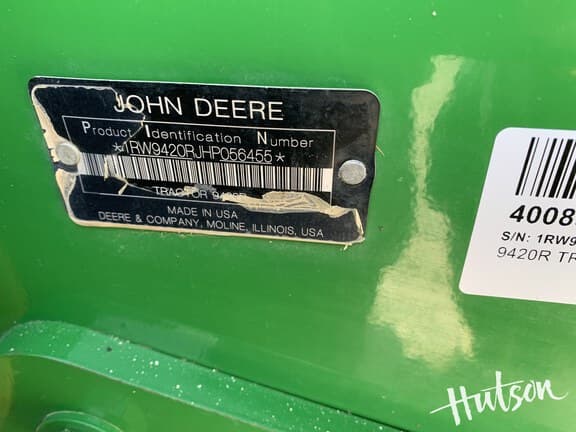 JOHN DEERE
Product Identification Number
*1RW9420RJHP056455*
TRACTOR
MADE IN USA
DEERE & COMPANY, MOLINE, ILLINOIS, USA
4008
S/N: 1RW9
9420R TR
Hutson